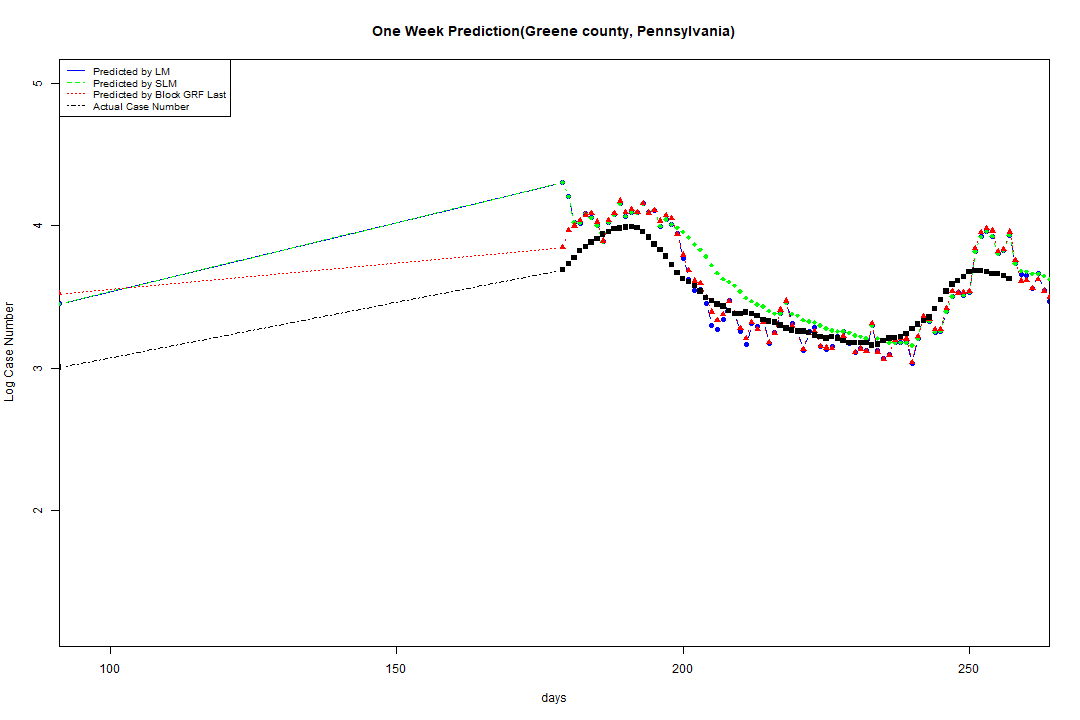 One Week Prediction(Greene county, Pennsylvania)
Predicted by LM
Predicted by SLM
Predicted by Block GRF Last
Actual Case Number
5
4
3
2
Log Case Number
100
150
200
250
days